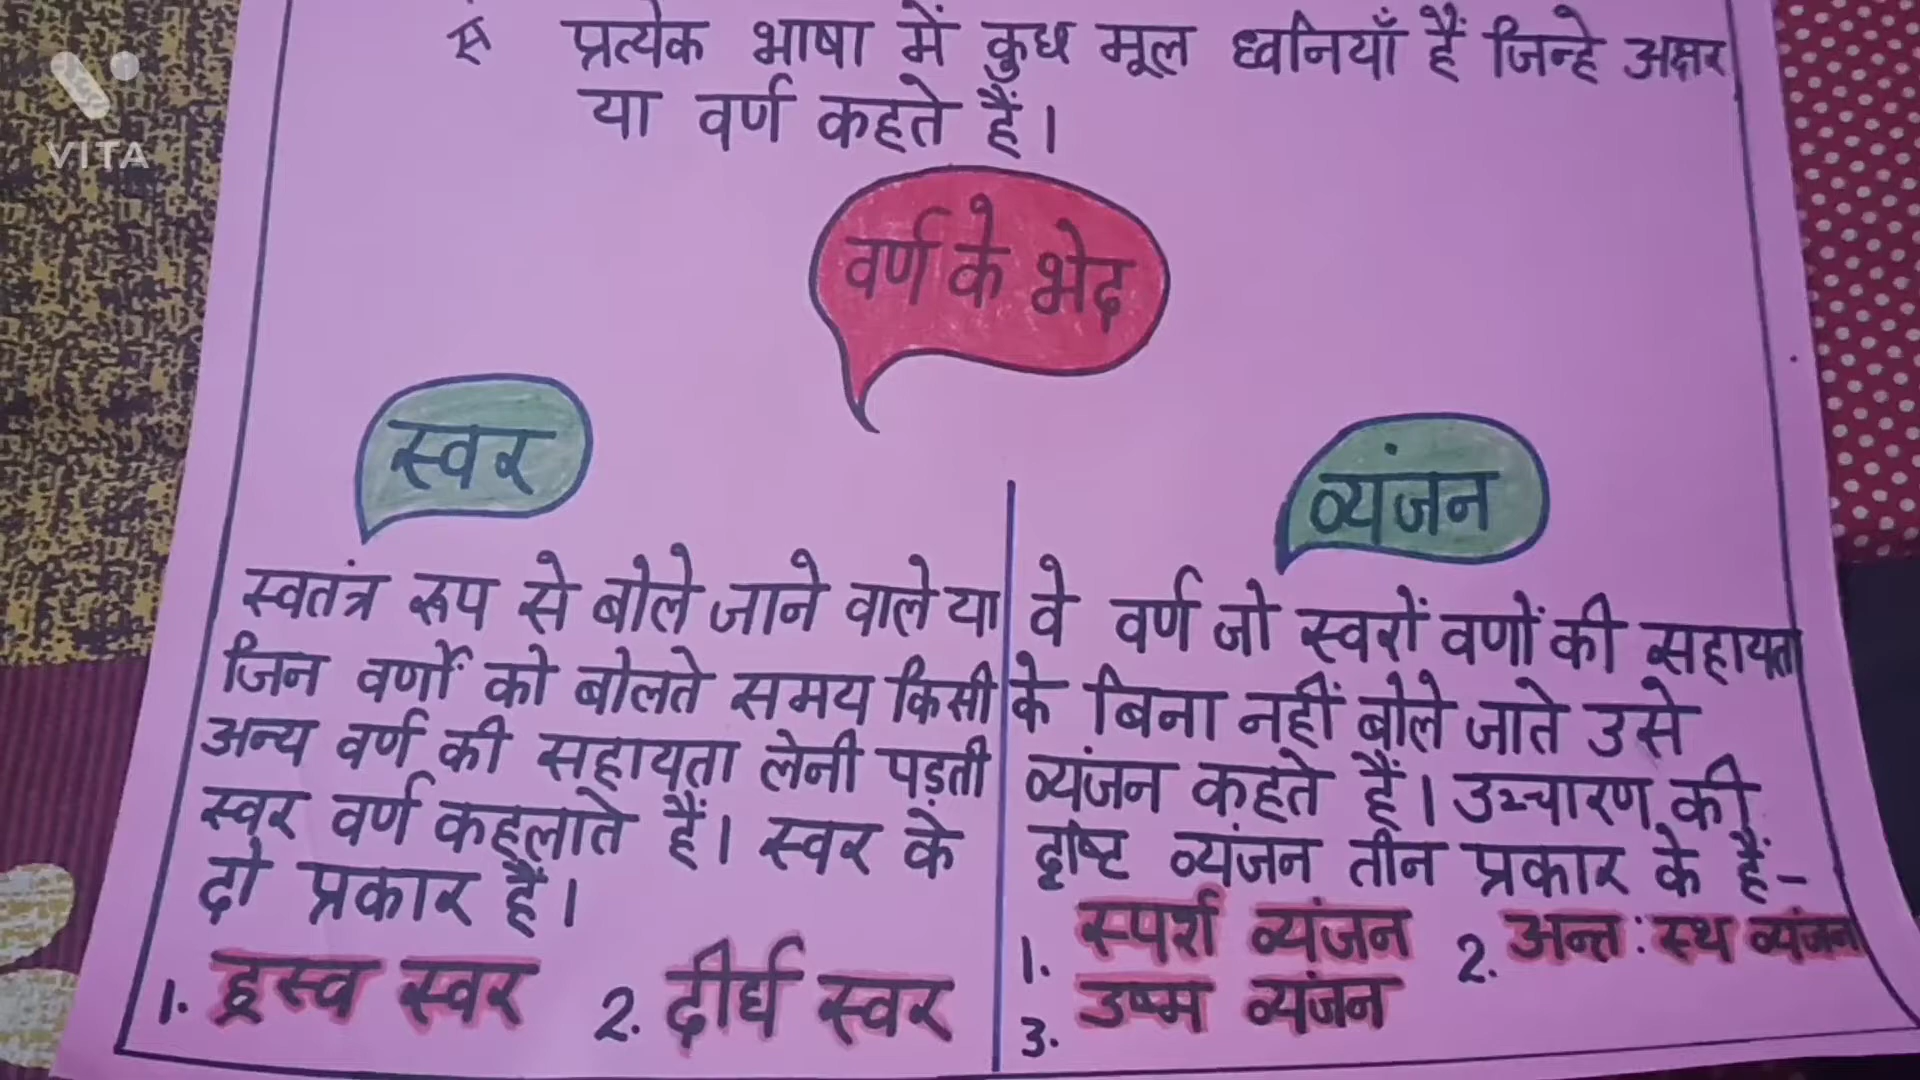 VITA
से प्रत्येक भाषा में कुछ मूल ध्वनियाँ हैं जिन्हे अक्षर
या वर्ण कहते हैं।
वर्ण के भेद
स्वर
स्वतंत्र रूप से बोले जाने वाले या
जिन वर्णों को बोलते समय किसी
अन्य वर्ण की सहायता लेनी पड़ती
स्वर वर्ण कहलाते हैं। स्वर के
दो प्रकार हैं।
1. ह्रस्व स्वर 2. दीर्घ स्वर
व्यंजन
वे वर्ण जो स्वरों वणों की सहायता
के बिना नहीं बोले जाते उसे
व्यंजन कहते हैं। उच्चारण की
दृष्टि व्यंजन तीन प्रकार के हैं-
1. स्पर्श व्यंजन 2. अन्त: स्थ व्यंजन
3. उष्म व्यंजन